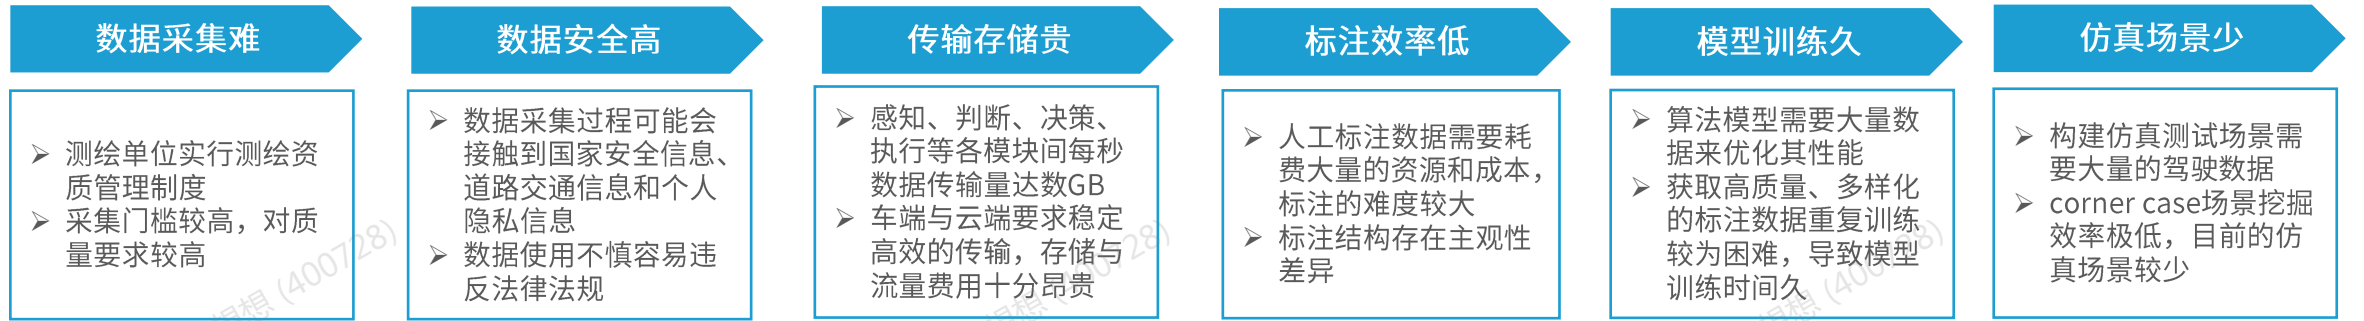 数据采集难
测绘单位实行测绘资
质管理制度
采集门槛较高，对质
量要求较高
数据安全高
数据采集过程可能会
接触到国家安全信息、
道路交通信息和个人
隐私信息
数据使用不慎容易违
反法律法规
传输存储贵
感知、判断、决策、
执行等各模块间每秒
数据传输量达数GB
车端与云端要求稳定
高效的传输，存储与
流量费用十分昂贵
标注效率低
人工标注数据需要耗
费大量的资源和成本，
标注的难度较大
标注结构存在主观性
差异
模型训练久
算法模型需要大量数
据来优化其性能
获取高质量、多样化
的标注数据重复训练
较为困难，导致模型
训练时间久
仿真场景少
构建仿真测试场景需
要大量的驾驶数据
corner case场景挖掘
效率极低，目前的仿
真场景较少
想 (400728)
想 (400728)
想 (400728)